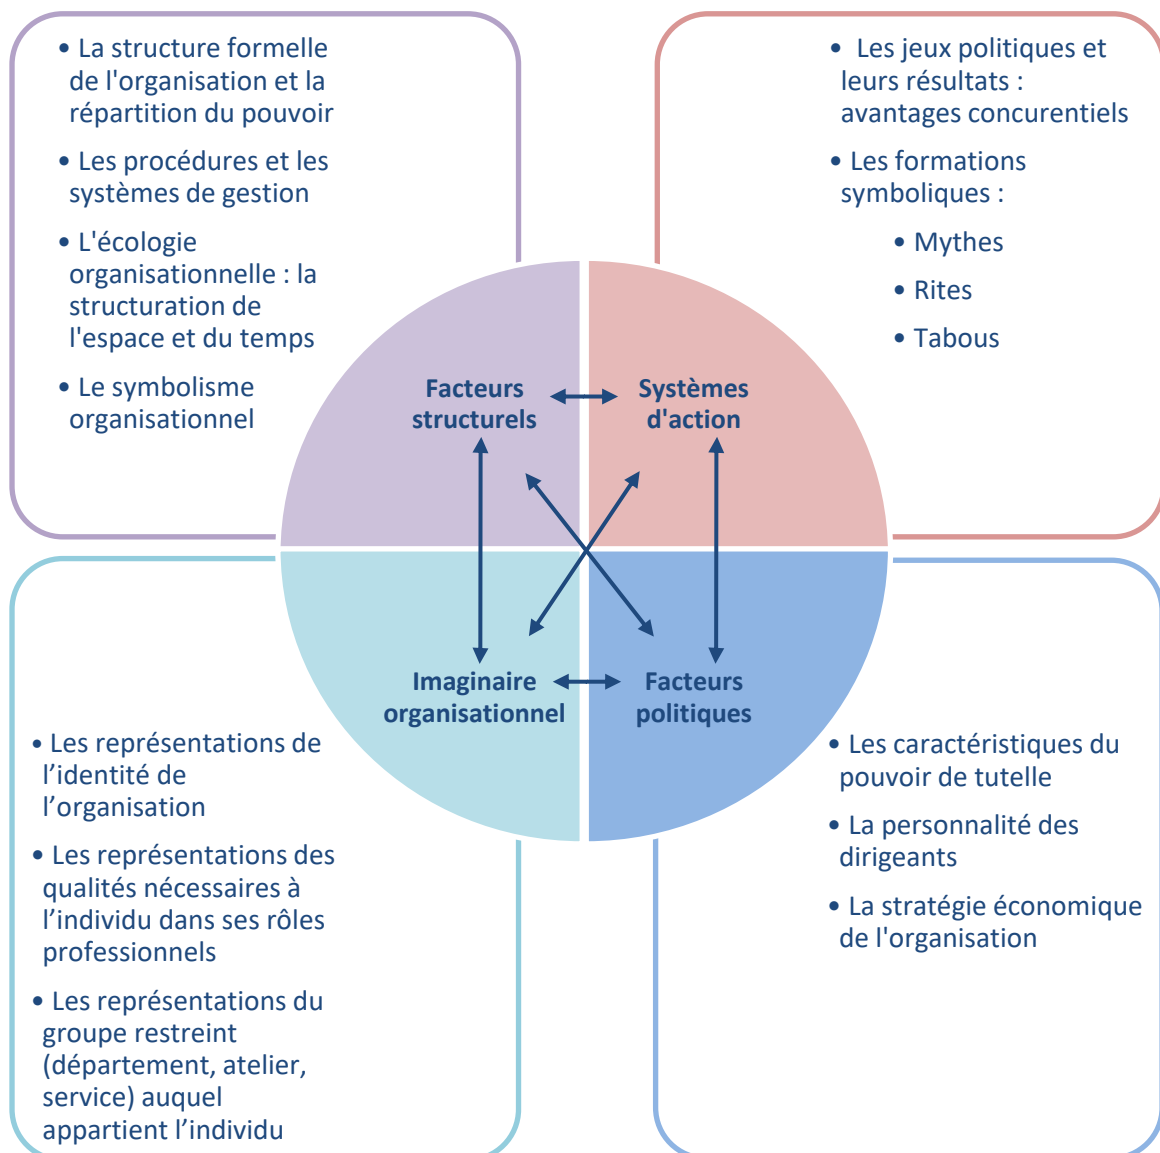 • La structure formelle
de l'organisation et la
répartition du pouvoir
• Les procédures et les
systèmes de gestion
• L'écologie
organisationnelle : la
structuration de
l'espace et du temps
• Le symbolisme
organisationnel
• Les jeux politiques et
leurs résultats :
avantages concurentiels
• Les formations
symboliques :
• Mythes
• Rites
• Tabous
Facteurs
structurels
Systèmes
d'action
Imaginaire
organisationnel
Facteurs
politiques
• Les représentations de
l’identité de
l’organisation
• Les représentations des
qualités nécessaires à
l’individu dans ses rôles
professionnels
• Les représentations du
groupe restreint
(département, atelier,
service) auquel
appartient l’individu
• Les caractéristiques du
pouvoir de tutelle
• La personnalité des
dirigeants
• La stratégie économique
de l'organisation